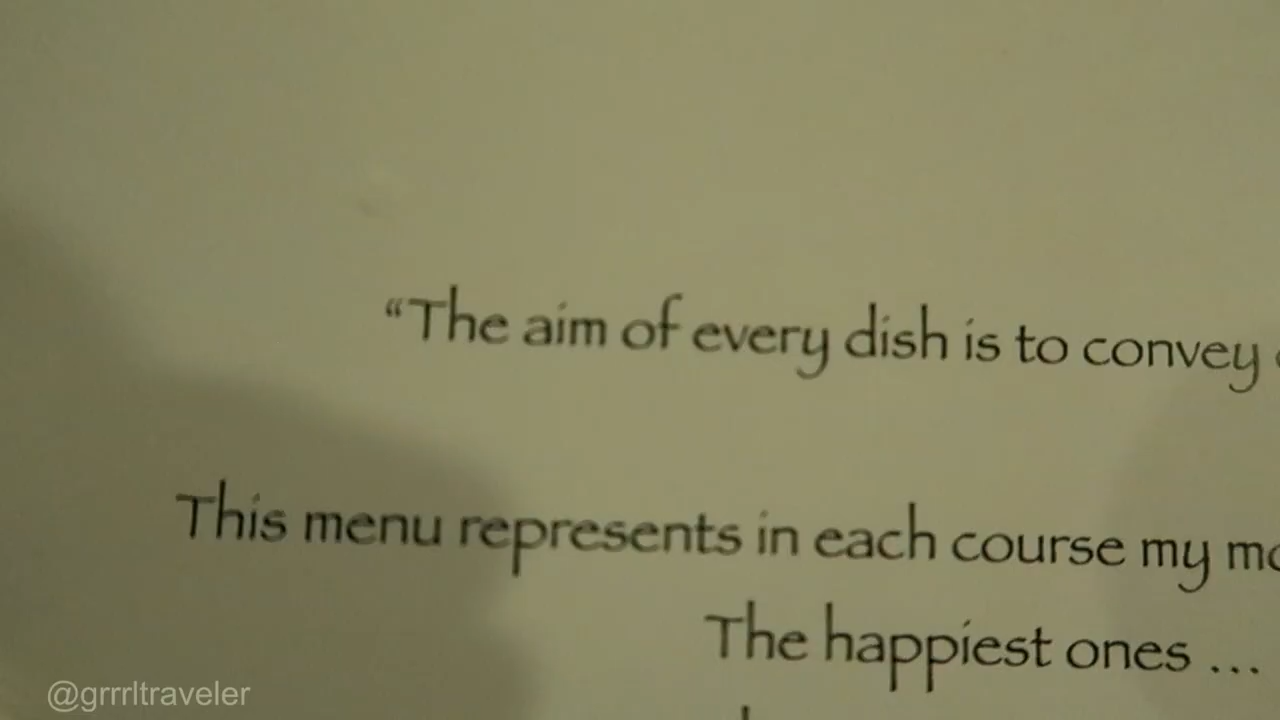 “The aim of every dish is to convey
This menu represents in each course my
The happiest ones ...
@grrrltraveler